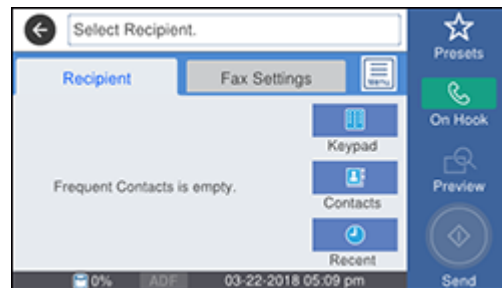 Select Recipient.
Presets
Recipient
Fax Settings
Menu
On Hook
Keypad
Frequent Contacts is empty.
Contacts
Preview
Recent
0%
ADF
03-22-2018 05:09 pm
Send